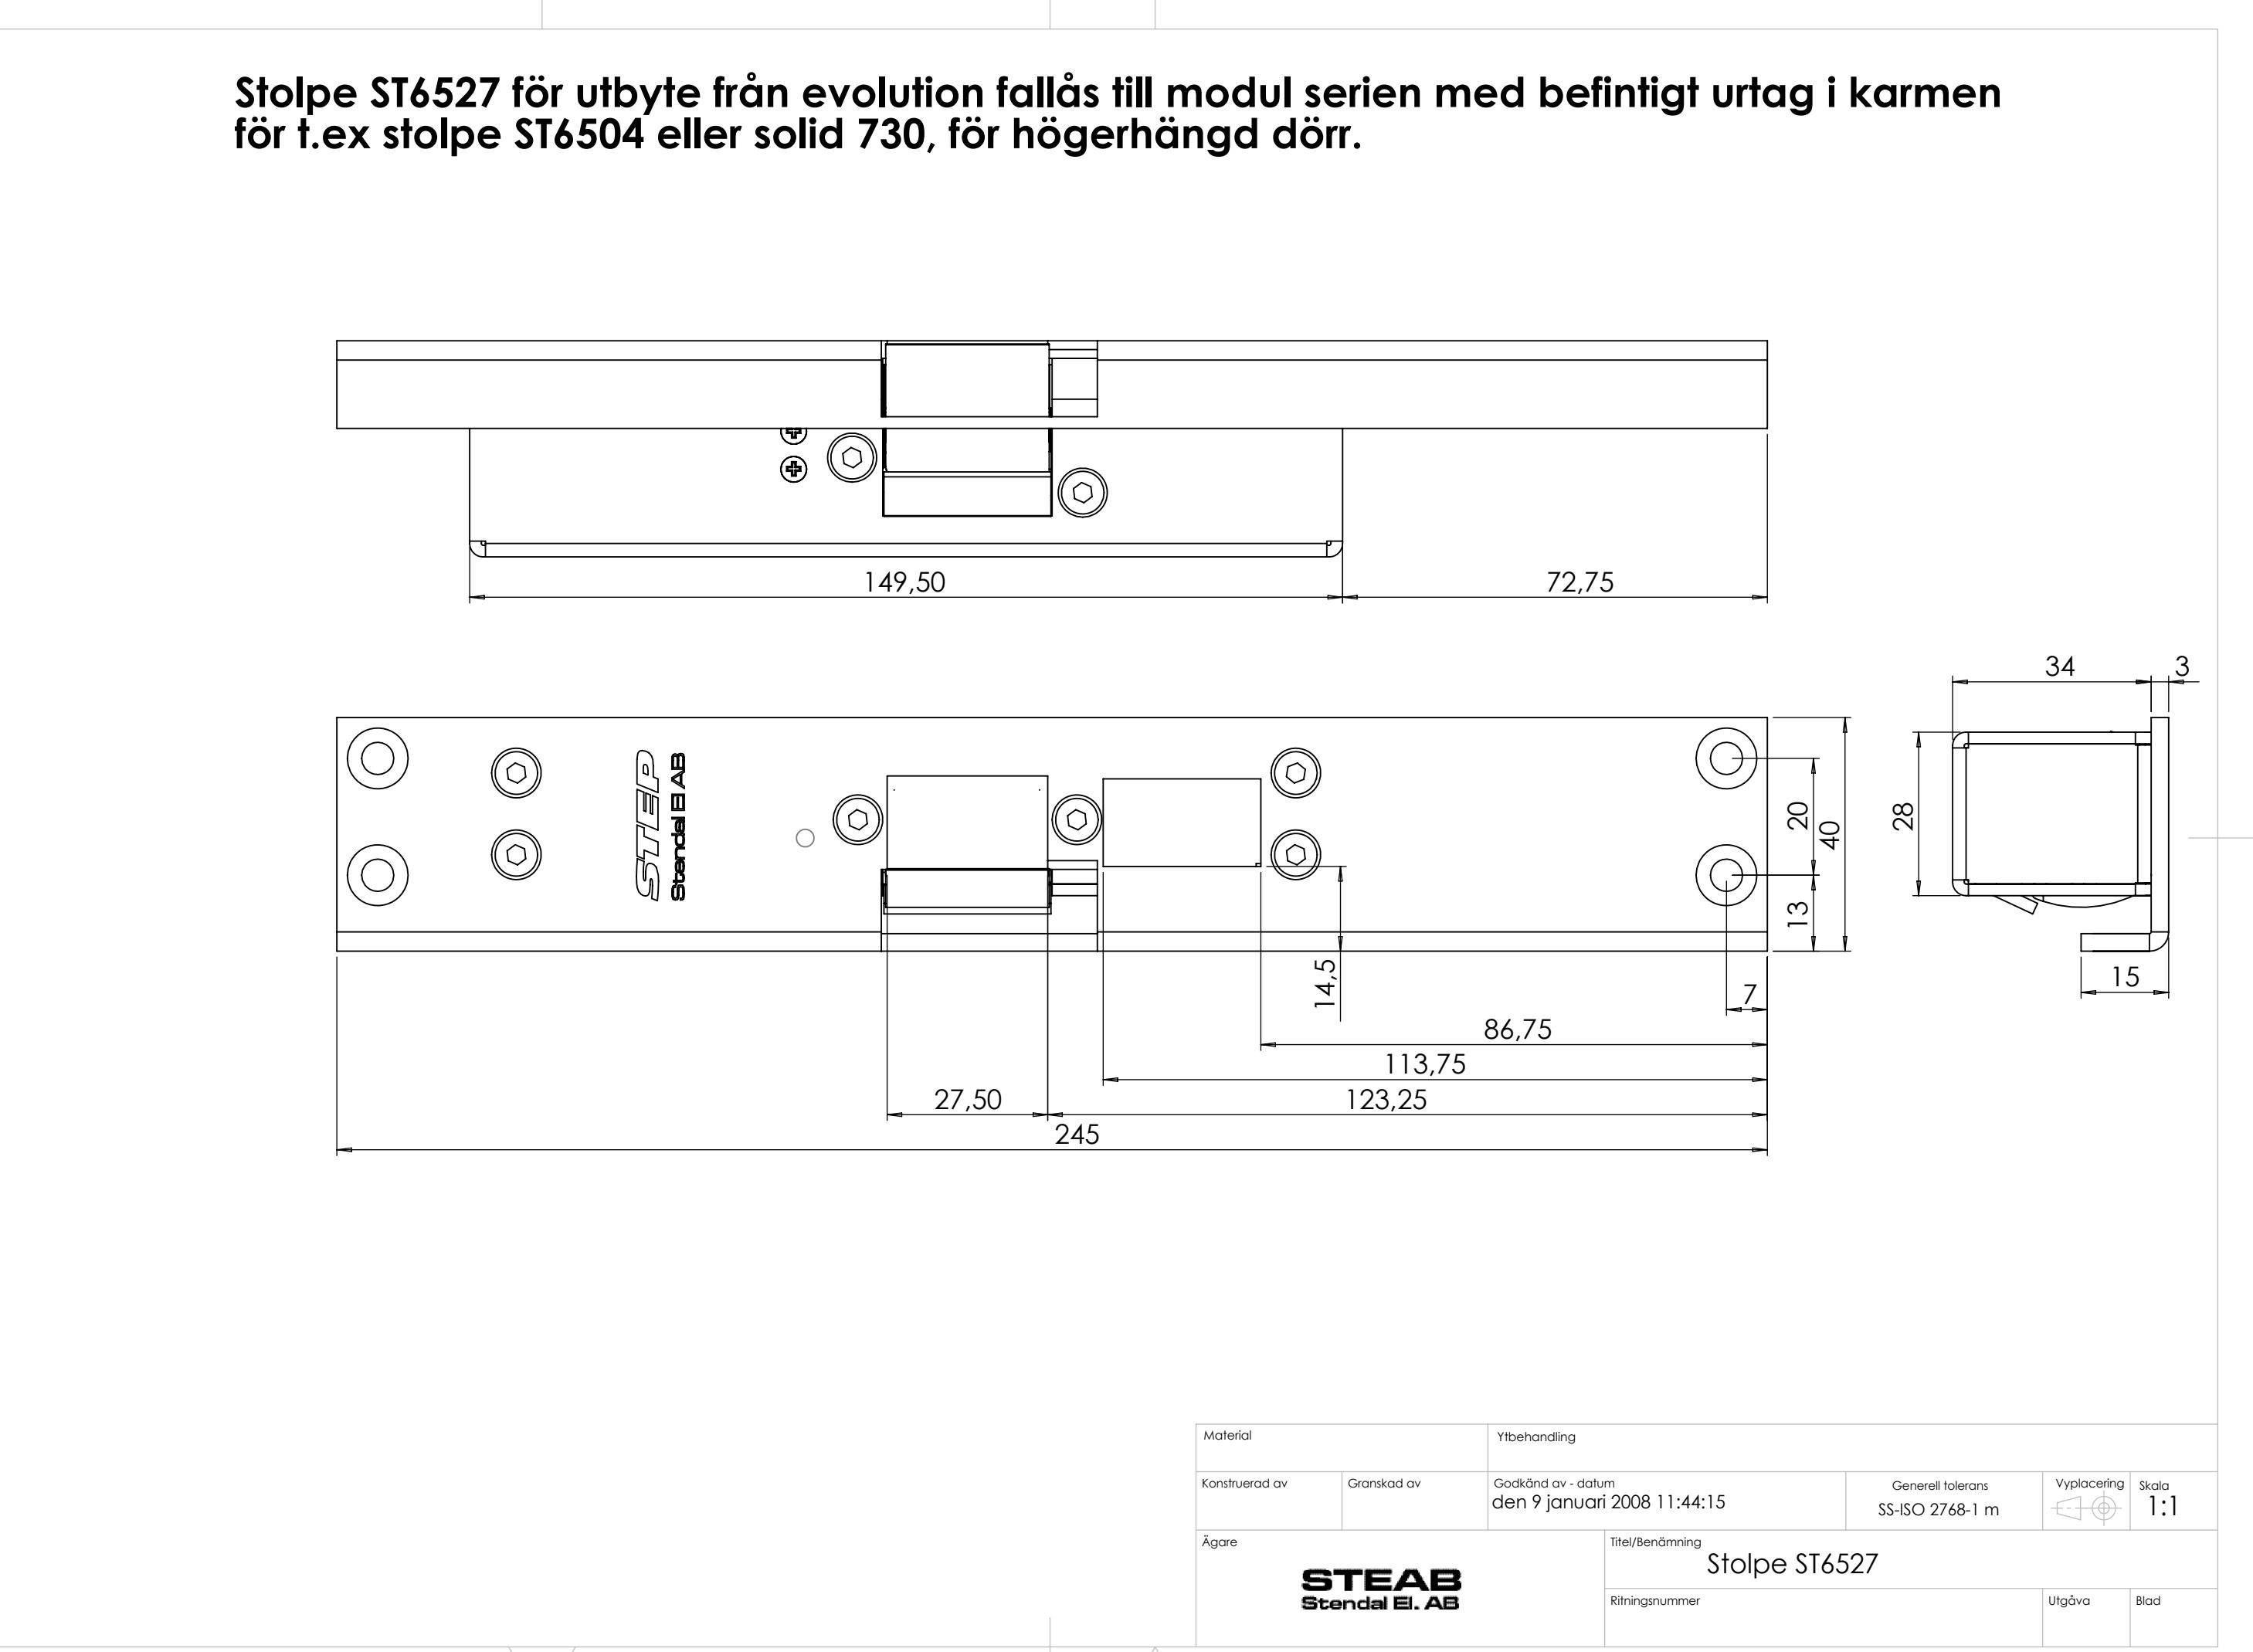 Stolpe ST6527 för utbyte från evolution fallås till modul serien med befintigt urtag i karmen
för t.ex stolpe ST6504 eller solid 730, för högerhängd dörr.
149,50
72,75
34
3
STEP
Stendal El AB
20
40
28
13
14,5
15
7
86,75
113,75
27,50
123,25
245
Material
Ytbehandling
Konstruerad av
Granskad av
Godkänd av - datum
den 9 januari 2008 11:44:15
Generell tolerans
SS-ISO 2768-1 m
Vyplacering
Skala
1:1
Ägare
STEAB
Stendal El. AB
Titel/Benämning
Stolpe ST6527
Ritningsnummer
Utgåva
Blad